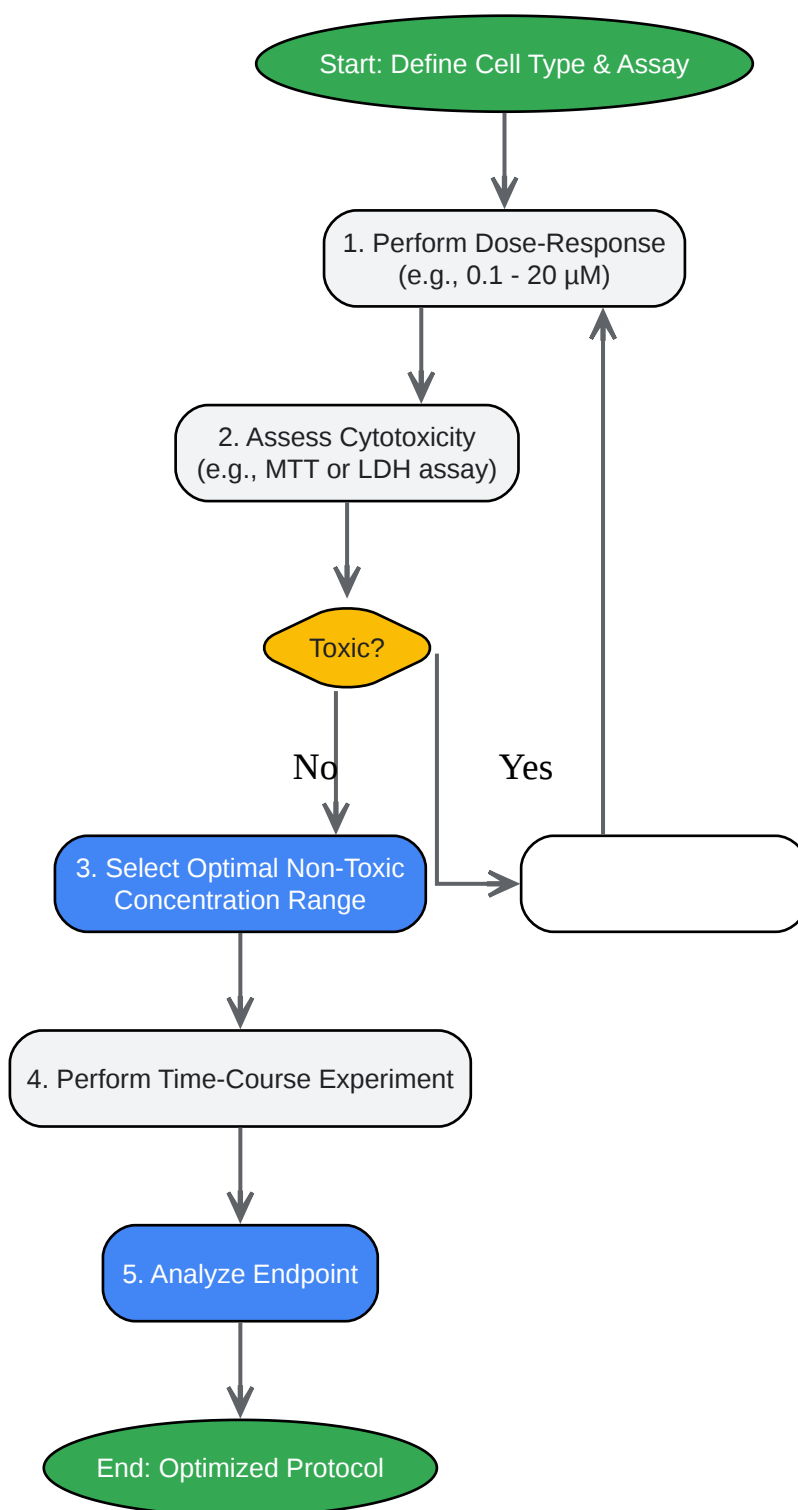 Start: Define Cell Type & Assay
1. Perform Dose-Response
(e.g., 0.1 - 20 µM)
2. Assess Cytotoxicity
(e.g., MTT or LDH assay)
Toxic?
No
Yes
3. Select Optimal Non-Toxic
Concentration Range
4. Perform Time-Course Experiment
5. Analyze Endpoint
End: Optimized Protocol